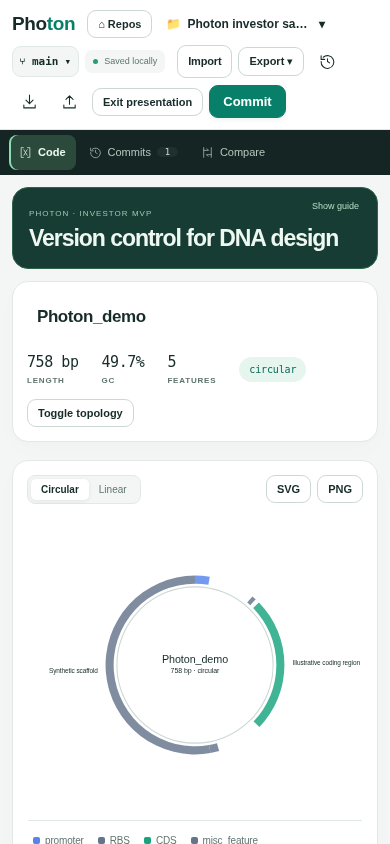 Photon
Repos
Photon investor sa…
main
Saved locally
Import
Export
Exit presentation
Commit
Code
Commits 1
Compare
Show guide
PHOTON · INVESTOR MVP
Version control for DNA design
Photon_demo
758 bp 49.7% 5
LENGTH GC FEATURES
circular
Toggle topology
Circular Linear
SVG PNG
Photon_demo
758 bp · circular
Illustrative coding region
Synthetic scaffold
promoter RBS CDS misc_feature